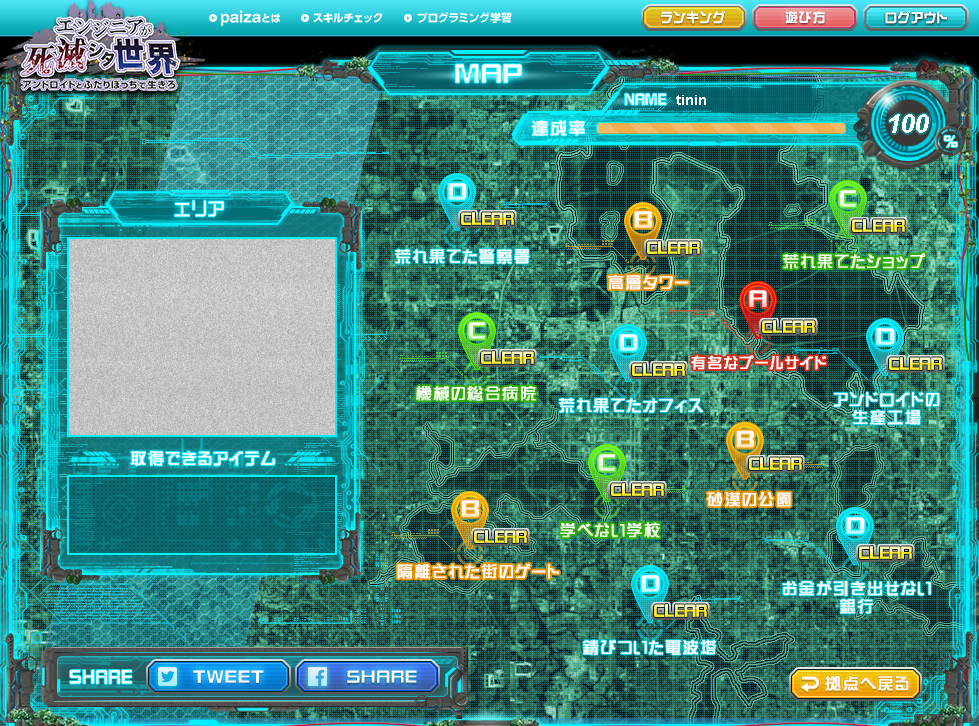 paizaとは
スキルチェック
プログラミング学習
ランキング
遊び方
ログアウト
エンジニアが
死滅シタ世界
アンドロイドとふたりぼっちで生きろ
MAP
NAME tinin
達成率
100
%
エリア
取得できるアイテム
D
CLEAR
荒れ果てた警察署
B
CLEAR
高層タワー
C
CLEAR
荒れ果てたショップ
A
CLEAR
有名なプールサイド
C
CLEAR
機械の総合病院
D
CLEAR
荒れ果てたオフィス
D
CLEAR
アンドロイドの
生産工場
B
CLEAR
砂漠の公園
C
CLEAR
学べない学校
B
CLEAR
隔離された街のゲート
D
CLEAR
お金が引き出せない
銀行
D
CLEAR
錆びついた電波塔
SHARE
TWEET
SHARE
拠点へ戻る